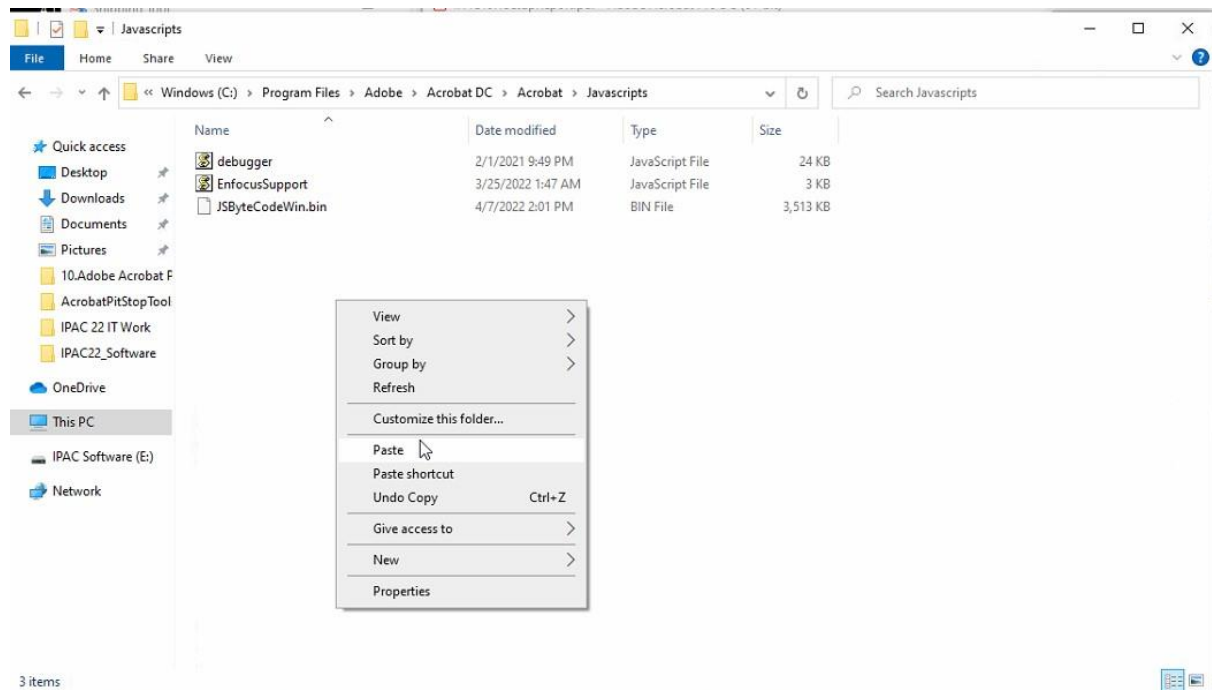 Javascripts
File Home Share View
« Windows (C:) › Program Files › Adobe › Acrobat DC › Acrobat › Javascripts Search Javascripts
Name Date modified Type Size
Quick access
Desktop
Downloads
Documents
Pictures
10.Adobe Acrobat P
AcrobatPitStopTool
IPAC 22 IT Work
IPAC22_Software
OneDrive
This PC
IPAC Software (E:)
Network
debugger 2/1/2021 9:49 PM JavaScript File 24 KB
EnfocusSupport 3/25/2022 1:47 AM JavaScript File 3 KB
JSByteCodeWin.bin 4/7/2022 2:01 PM BIN File 3,513 KB
View
Sort by
Group by
Refresh
Customize this folder...
Paste
Paste shortcut
Undo Copy Ctrl+Z
Give access to
New
Properties
3 items